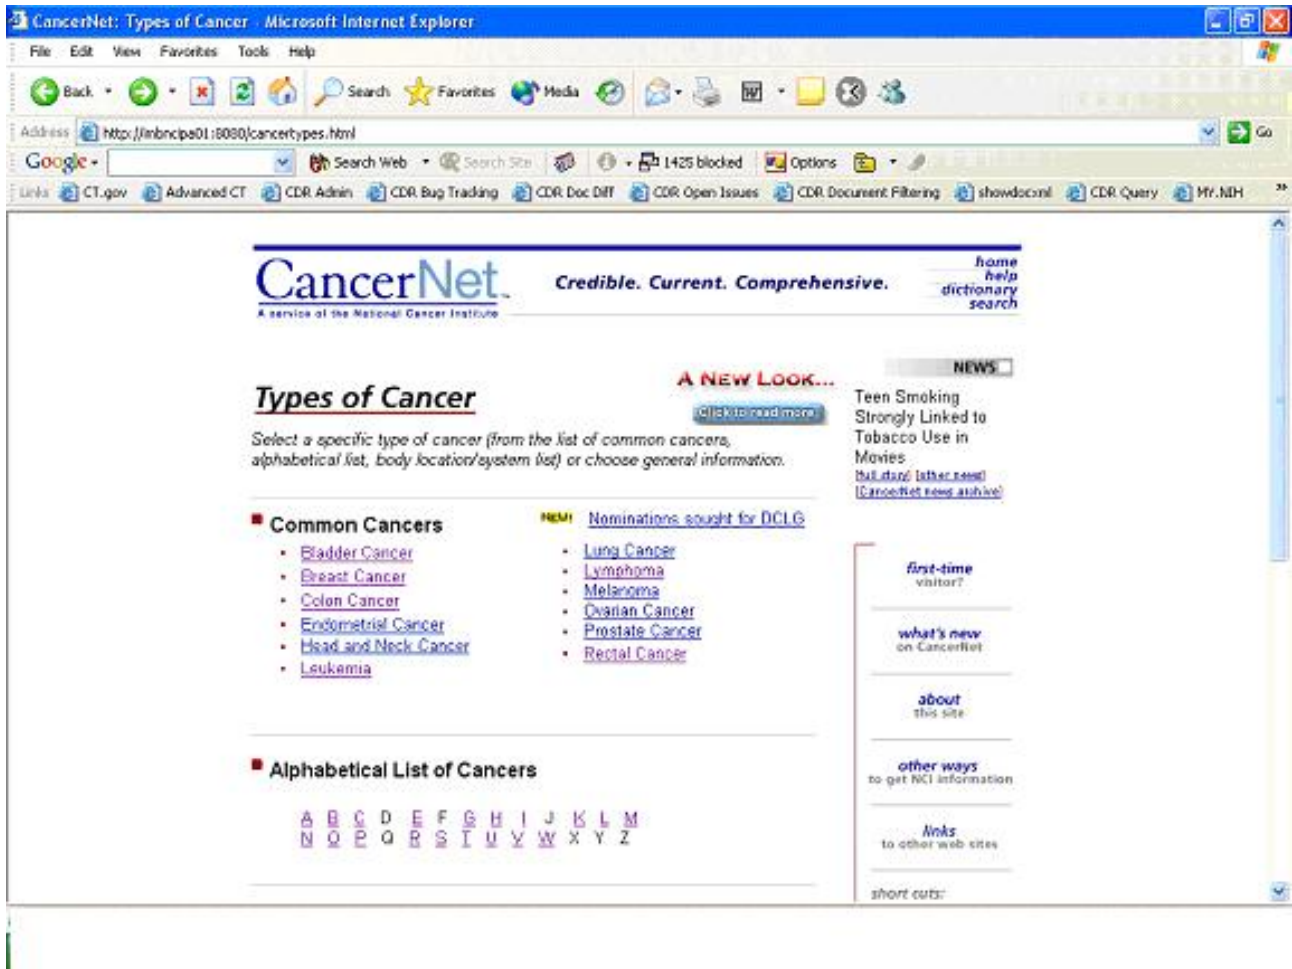 CancerNet: Types of Cancer - Microsoft Internet Explorer
File Edit View Favorites Tools Help
Back Search Favorites Media
Address http://mbncipa01:8080/cancertypes.html Go
Google Search Web Search Site 1425 blocked Options
Links CT.gov Advanced CT CDR Admin CDR Bug Tracking CDR Doc Diff CDR Open Issues CDR Document Filtering showdocxml CDR Query MY.NIH »
CancerNet™
A service of the National Cancer Institute
Credible. Current. Comprehensive.
home
help
dictionary
search
Types of Cancer
A NEW LOOK...
Click to read more
Select a specific type of cancer (from the list of common cancers,
alphabetical list, body location/system list) or choose general information.
NEWS
Teen Smoking
Strongly Linked to
Tobacco Use in
Movies
[full story] [other news]
[CancerNet news archive]
Common Cancers
Bladder Cancer
Breast Cancer
Colon Cancer
Endometrial Cancer
Head and Neck Cancer
Leukemia
NEW! Nominations sought for DCLG
Lung Cancer
Lymphoma
Melanoma
Ovarian Cancer
Prostate Cancer
Rectal Cancer
first-time
visitor?
what's new
on CancerNet
about
this site
other ways
to get NCI information
links
to other web sites
short cuts:
Alphabetical List of Cancers
A B C D E F G H I J K L M
N O P Q R S T U V W X Y Z